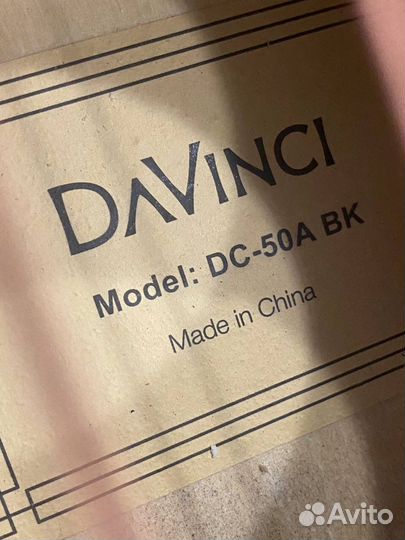 DAVINCI
Model: DC-50A BK
Made in China
Avito